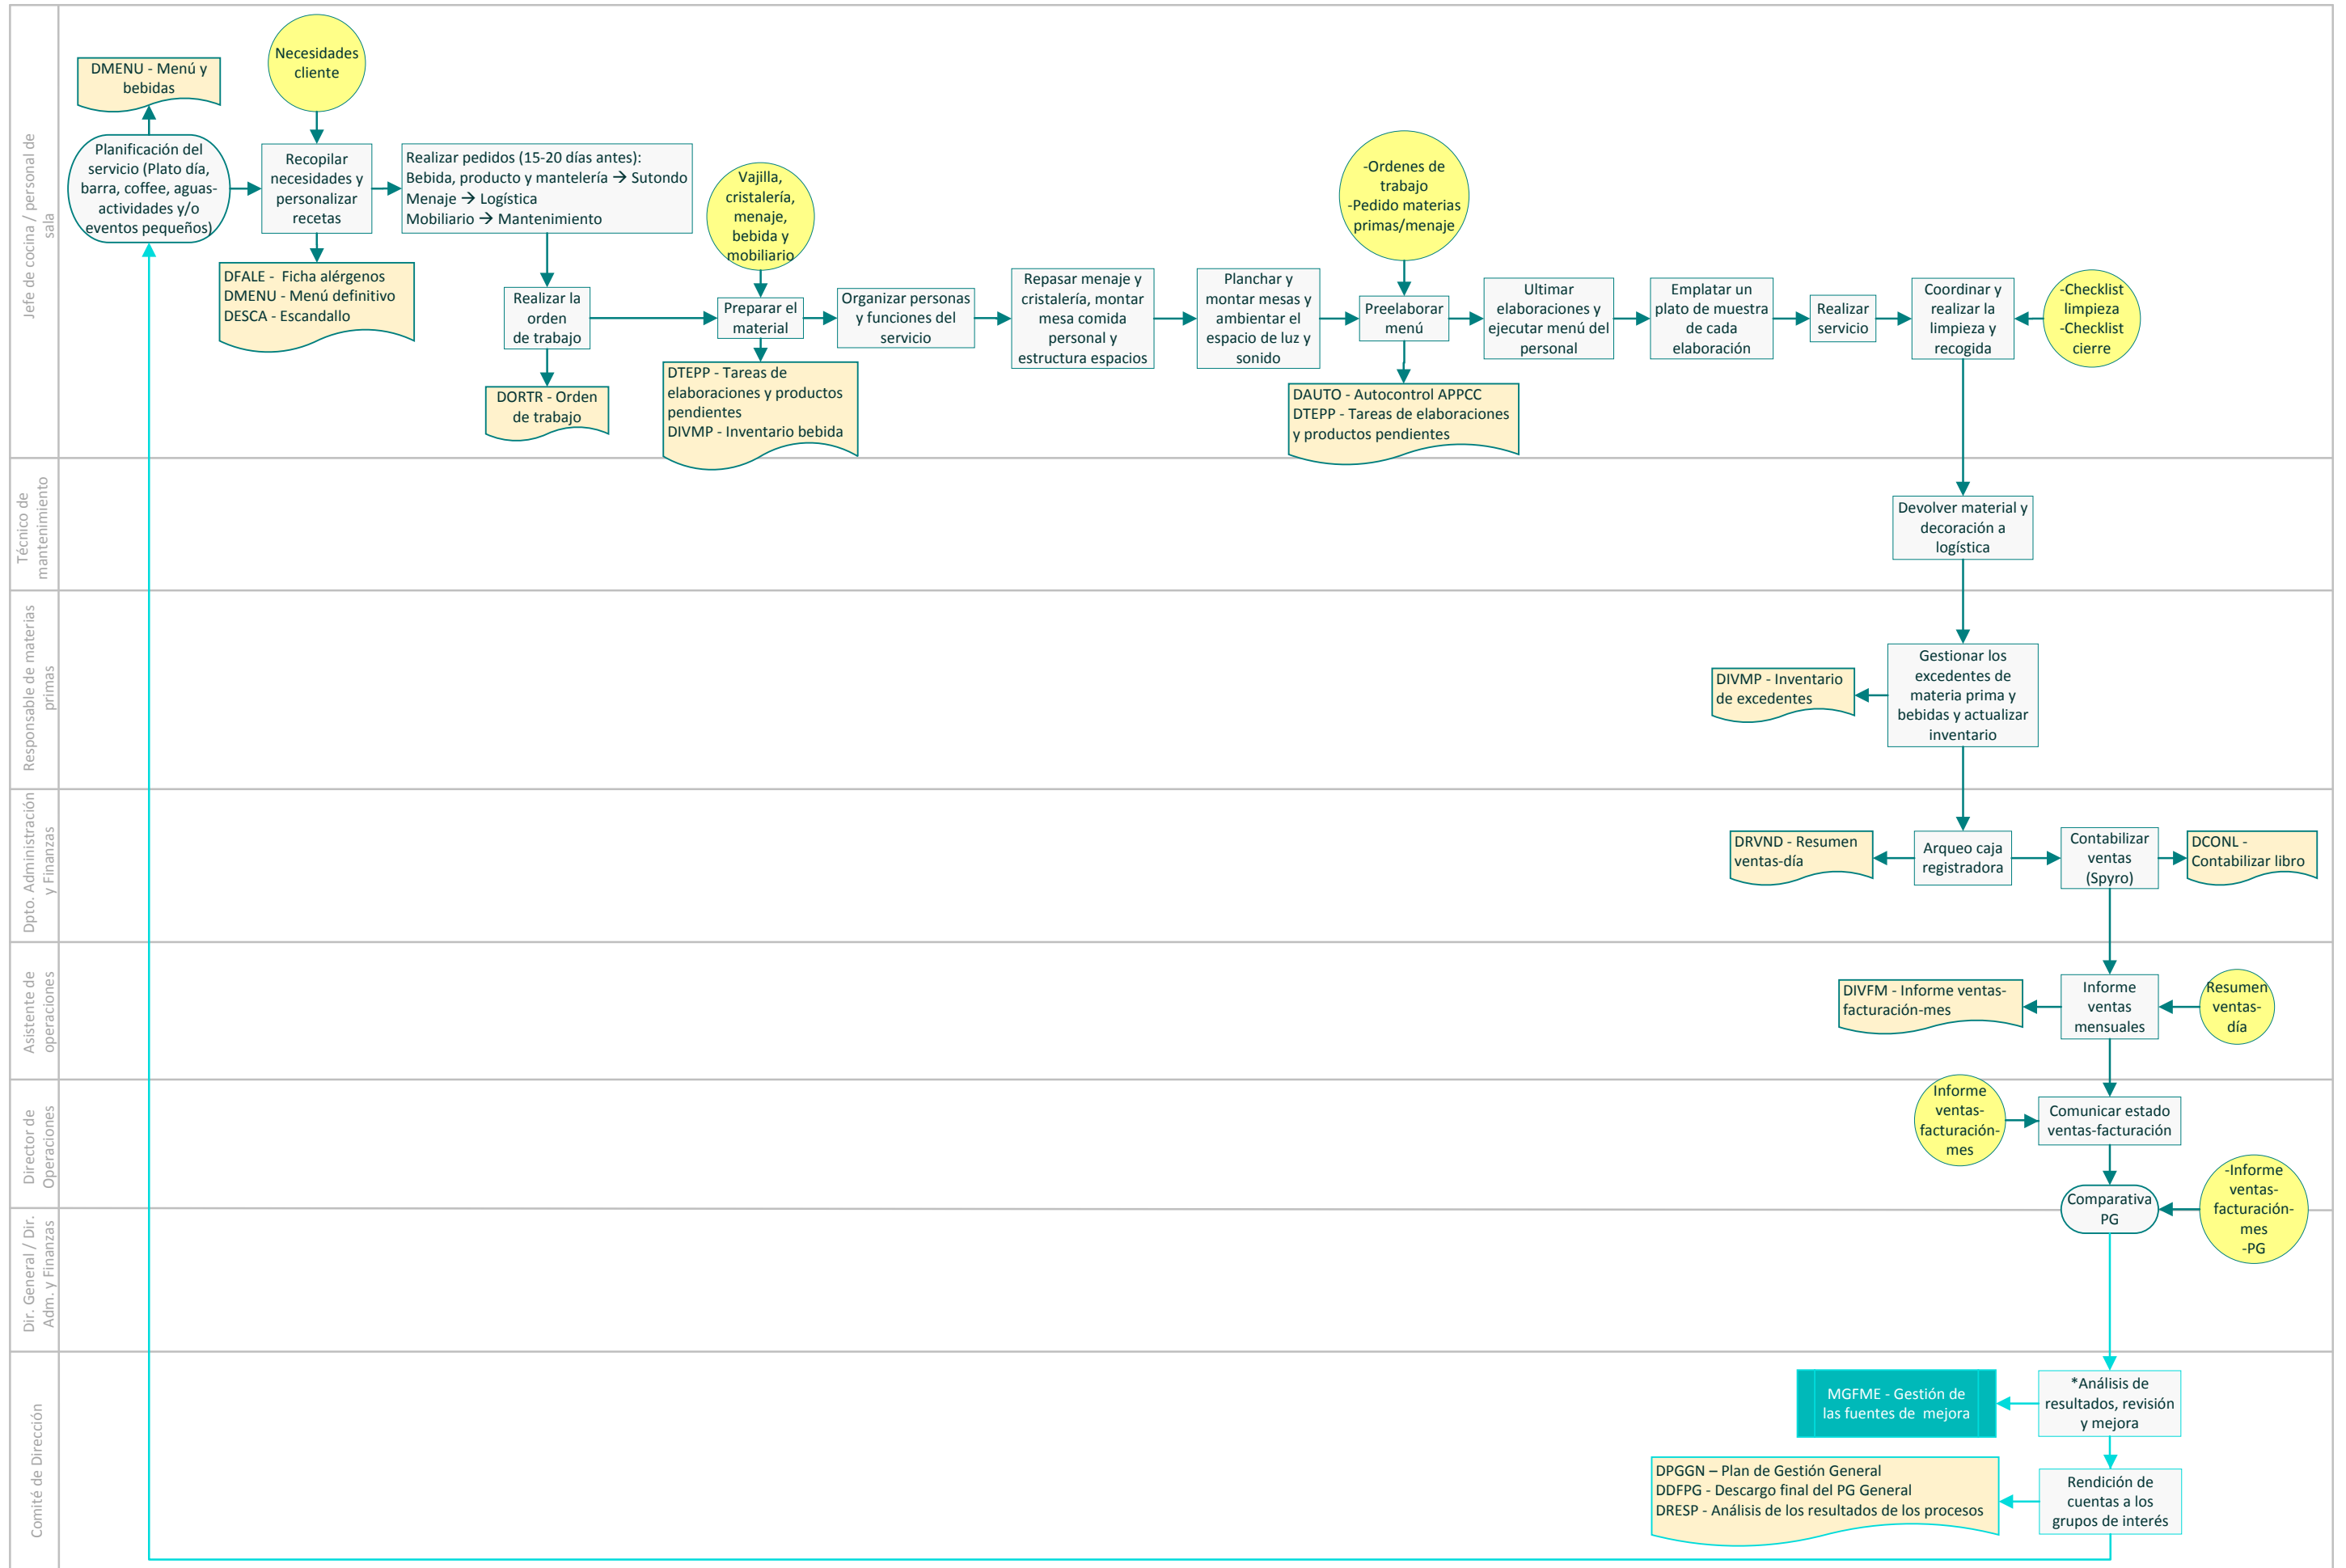 Jefe de cocina / personal de
sala
DMENU - Menú y
bebidas
Necesidades
cliente
Planificación del
servicio (Plato día,
barra, coffee, aguas-
actividades y/o
eventos pequeños)
Recopilar
necesidades y
personalizar
recetas
Realizar pedidos (15-20 días antes):
Bebida, producto y mantelería → Sutondo
Menaje → Logística
Mobiliario → Mantenimiento
DFALE - Ficha alérgenos
DMENU - Menú definitivo
DESCA - Escandallo
Realizar la
orden
de trabajo
DORTR - Orden
de trabajo
Vajilla,
cristalería,
menaje,
bebida y
mobiliario
Preparar el
material
DTEPP - Tareas de
elaboraciones y productos
pendientes
DIVMP - Inventario bebida
Organizar personas
y funciones del
servicio
Repasar menaje y
cristalería, montar
mesa comida
personal y
estructura espacios
Planchar y
montar mesas y
ambientar el
espacio de luz y
sonido
-Ordenes de
trabajo
-Pedido materias
primas/menaje
Preelaborar
menú
DAUTO - Autocontrol APPCC
DTEPP - Tareas de elaboraciones
y productos pendientes
Ultimar
elaboraciones y
ejecutar menú del
personal
Emplatar un
plato de muestra
de cada
elaboración
Realizar
servicio
Coordinar y
realizar la
limpieza y
recogida
-Checklist
limpieza
-Checklist
cierre
Técnico de
mantenimiento
Devolver material y
decoración a
logística
Responsable de materias
primas
DIVMP - Inventario
de excedentes
Gestionar los
excedentes de
materia prima y
bebidas y actualizar
inventario
Dpto. Administración
y Finanzas
DRVND - Resumen
ventas-día
Arqueo caja
registradora
Contabilizar
ventas
(Spyro)
DCONL -
Contabilizar libro
Asistente de
operaciones
DIVFM - Informe ventas-
facturación-mes
Informe
ventas
mensuales
Resumen
ventas-
día
Director de
Operaciones
Informe
ventas-
facturación-
mes
Comunicar estado
ventas-facturación
Comparativa
PG
-Informe
ventas-
facturación-
mes
-PG
Dir. General / Dir.
Adm. y Finanzas
Comité de Dirección
MGFME - Gestión de
las fuentes de mejora
*Análisis de
resultados, revisión
y mejora
DPGGN – Plan de Gestión General
DDFPG - Descargo final del PG General
DRESP - Análisis de los resultados de los procesos
Rendición de
cuentas a los
grupos de interés